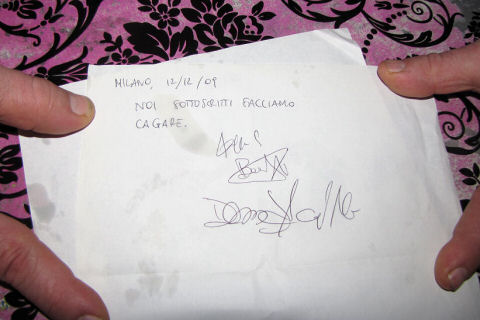 MILANO, 12/12/09
NOI SOTTOSCRITTI FACCIAMO
CAGARE.